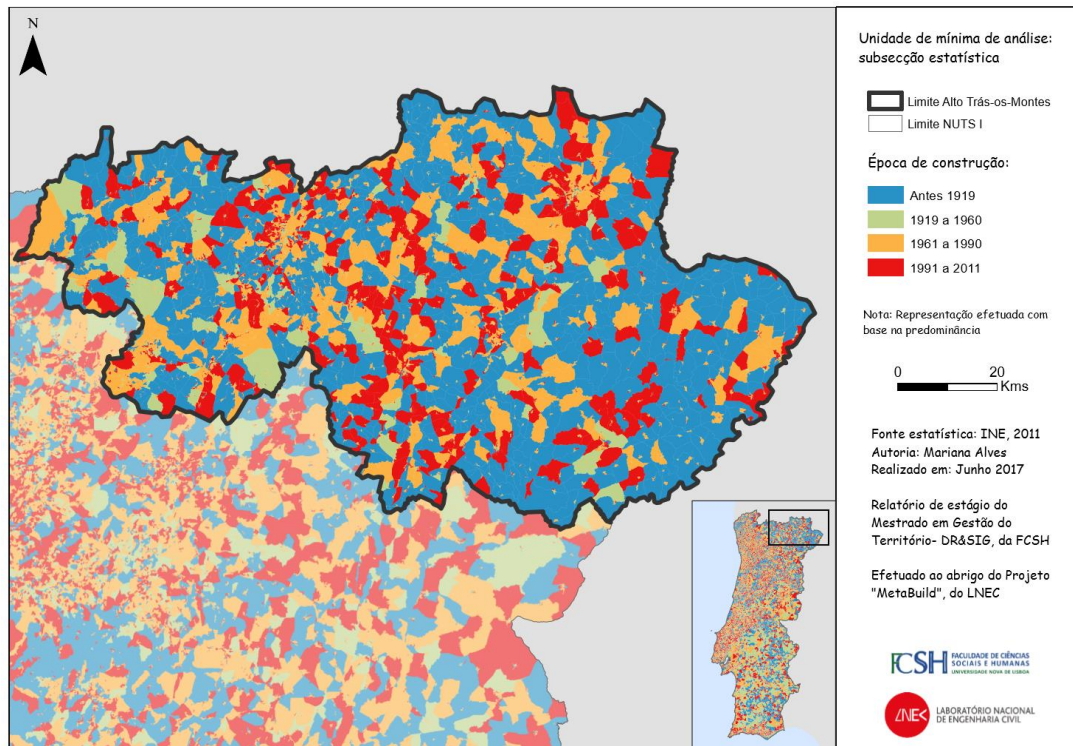 N
Unidade de mínima de análise:
subsecção estatística
Limite Alto Trás-os-Montes
Limite NUTS I
Época de construção:
Antes 1919
1919 a 1960
1961 a 1990
1991 a 2011
Nota: Representação efetuada com
base na predominância
0 20
Kms
Fonte estatística: INE, 2011
Autoria: Mariana Alves
Realizado em: Junho 2017
Relatório de estágio do
Mestrado em Gestão do
Território- DR&SIG, da FCSH
Efetuado ao abrigo do Projeto
"MetaBuild", do LNEC
FCSH FACULDADE DE CIÊNCIAS
SOCIAIS E HUMANAS
UNIVERSIDADE NOVA DE LISBOA
LNEC LABORATÓRIO NACIONAL
DE ENGENHARIA CIVIL